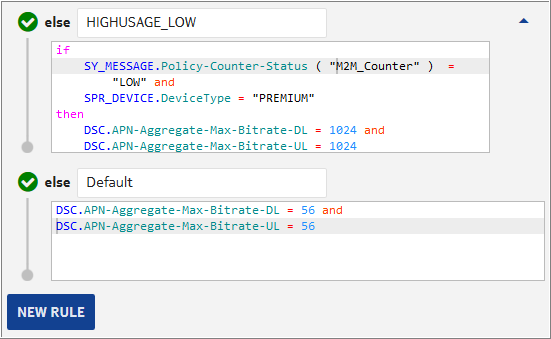 else HIGHUSAGE_LOW
if
SY_MESSAGE.Policy-Counter-Status ( "M2M_Counter" ) =
"LOW" and
SPR_DEVICE.DeviceType = "PREMIUM"
then
DSC.APN-Aggregate-Max-Bitrate-DL = 1024 and
DSC.APN-Aggregate-Max-Bitrate-UL = 1024
else Default
DSC.APN-Aggregate-Max-Bitrate-DL = 56 and
DSC.APN-Aggregate-Max-Bitrate-UL = 56
NEW RULE